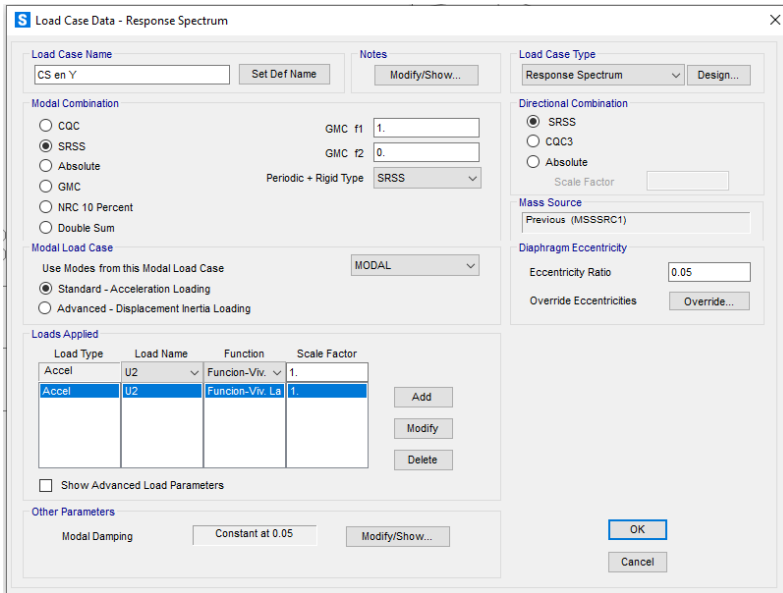 S Load Case Data - Response Spectrum
Load Case Name
CS en Y
Set Def Name
Notes
Modify/Show...
Load Case Type
Response Spectrum
Design...
Modal Combination
CQC
SRSS
Absolute
GMC
NRC 10 Percent
Double Sum
GMC f1 1.
GMC f2 0.
Periodic + Rigid Type SRSS
Directional Combination
SRSS
CQC3
Absolute
Scale Factor
Mass Source
Previous (MSSSRC1)
Modal Load Case
Use Modes from this Modal Load Case MODAL
Standard - Acceleration Loading
Advanced - Displacement Inertia Loading
Diaphragm Eccentricity
Eccentricity Ratio 0.05
Override Eccentricities Override...
Loads Applied
Load Type Load Name Function Scale Factor
Accel U2 Funcion-Viv. 1.
Accel U2 Funcion-Viv. La 1.
Add
Modify
Delete
Show Advanced Load Parameters
Other Parameters
Modal Damping Constant at 0.05 Modify/Show...
OK
Cancel